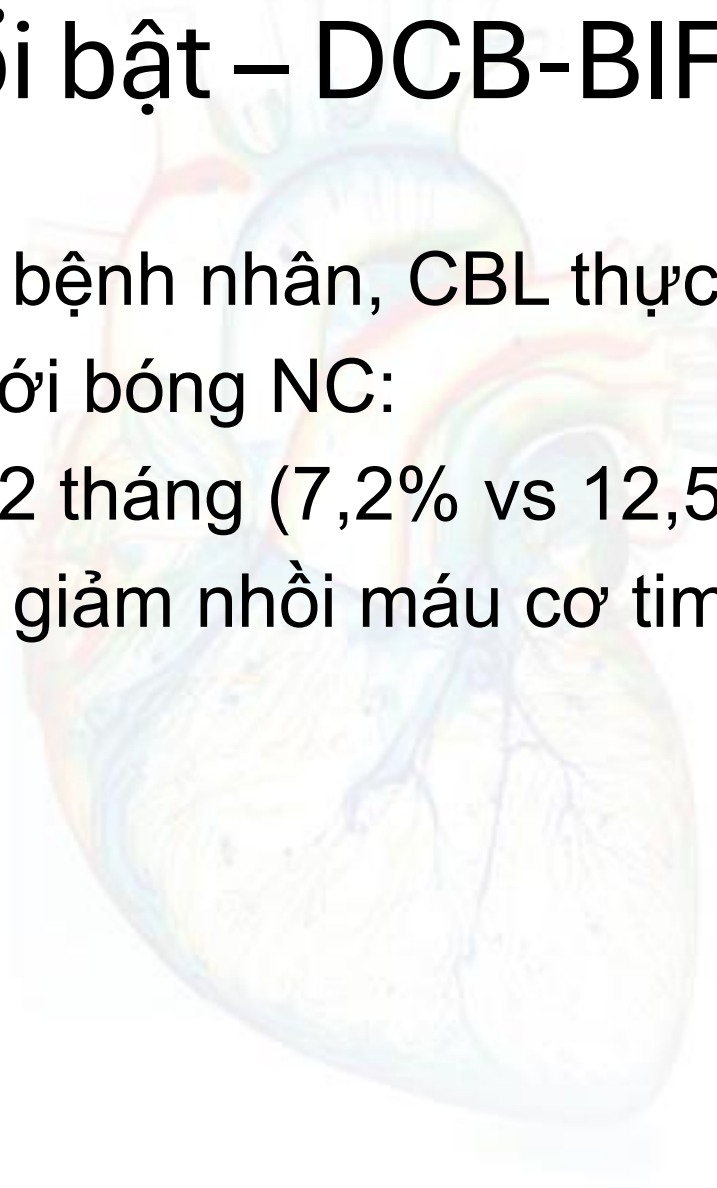 bật – DCB-BIF
bệnh nhân, CBL thực
ới bóng NC:
2 tháng (7,2% vs 12,5
giảm nhồi máu cơ tim